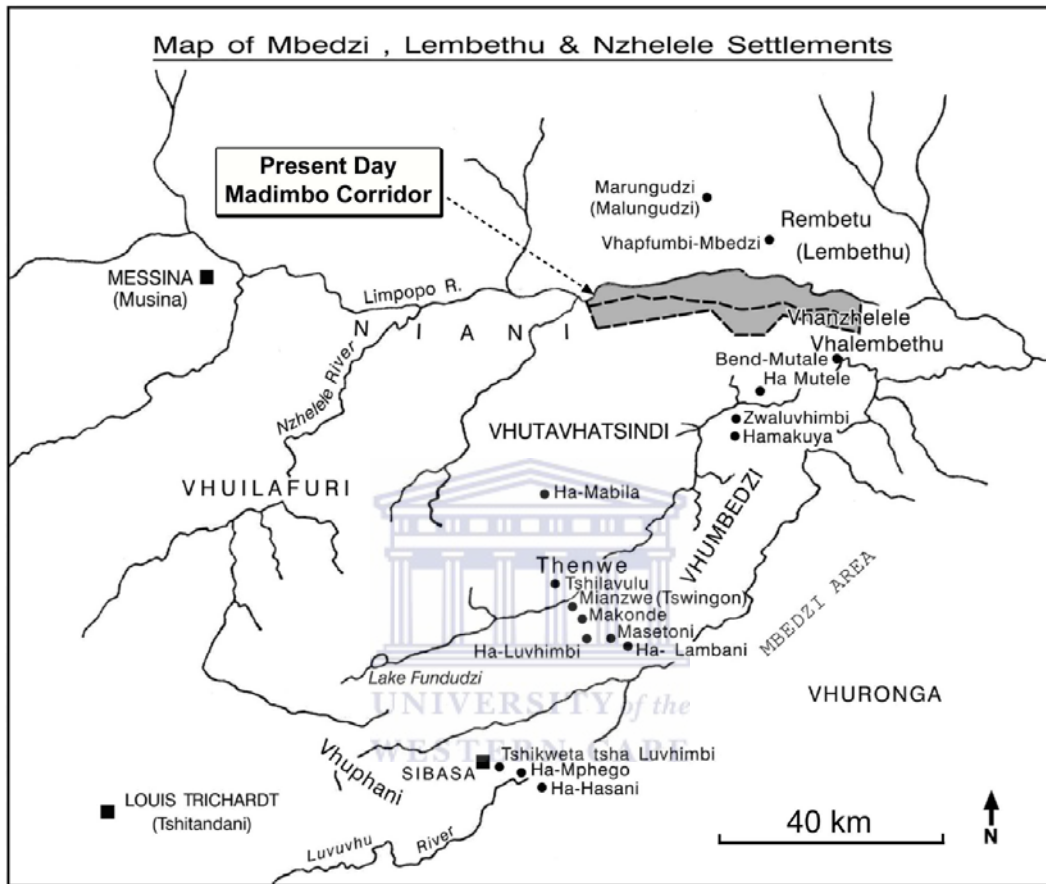 Map of Mbedzi , Lembethu & Nzhelele Settlements
Present Day
Madimbo Corridor
Marungudzi
(Malungudzi)
Rembetu
(Lembethu)
Vhapfumbi-Mbedzi
MESSINA
(Musina)
Limpopo R.
N I A N I
Vhanzhelele
Vhalembethu
Bend-Mutale
Ha Mutele
Nzhelele River
Zwaluvhimbi
Hamakuya
VHUTAVHATSINDI
VHUILAFURI
Ha-Mabila
VHUMBEDZI
MBEDZI AREA
Thenwe
Tshilavulu
Mianzwe (Tswingon)
Makonde
Masetoni
Ha-Luvhimbi
Ha- Lambani
Lake Fundudzi
VHURONGA
UNIVERSITY of the
WESTERN CAPE
Vhuphani
SIBASA
Tshikweta tsha Luvhimbi
Ha-Mphego
Ha-Hasani
LOUIS TRICHARDT
(Tshitandani)
Luvuvhu River
40 km
N